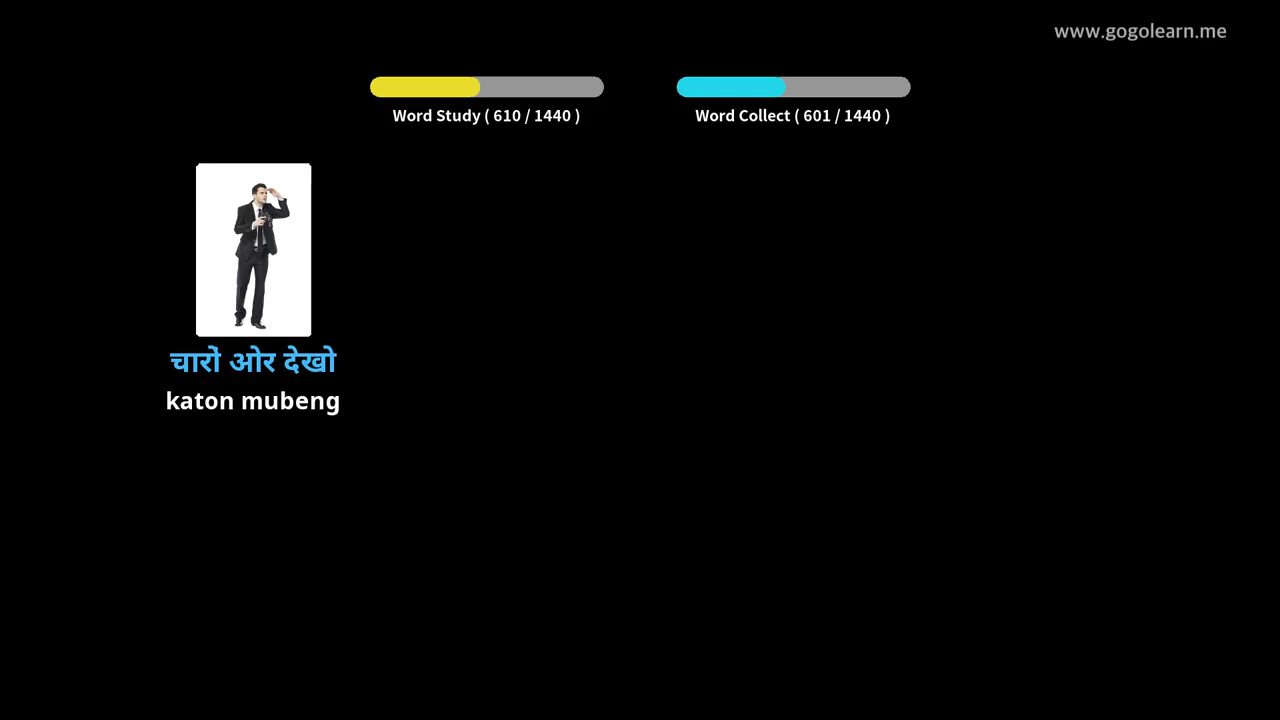 www.gogolearn.me
Word Study ( 610 / 1440 )
Word Collect ( 601 / 1440 )
चारों ओर देखो
katon mubeng